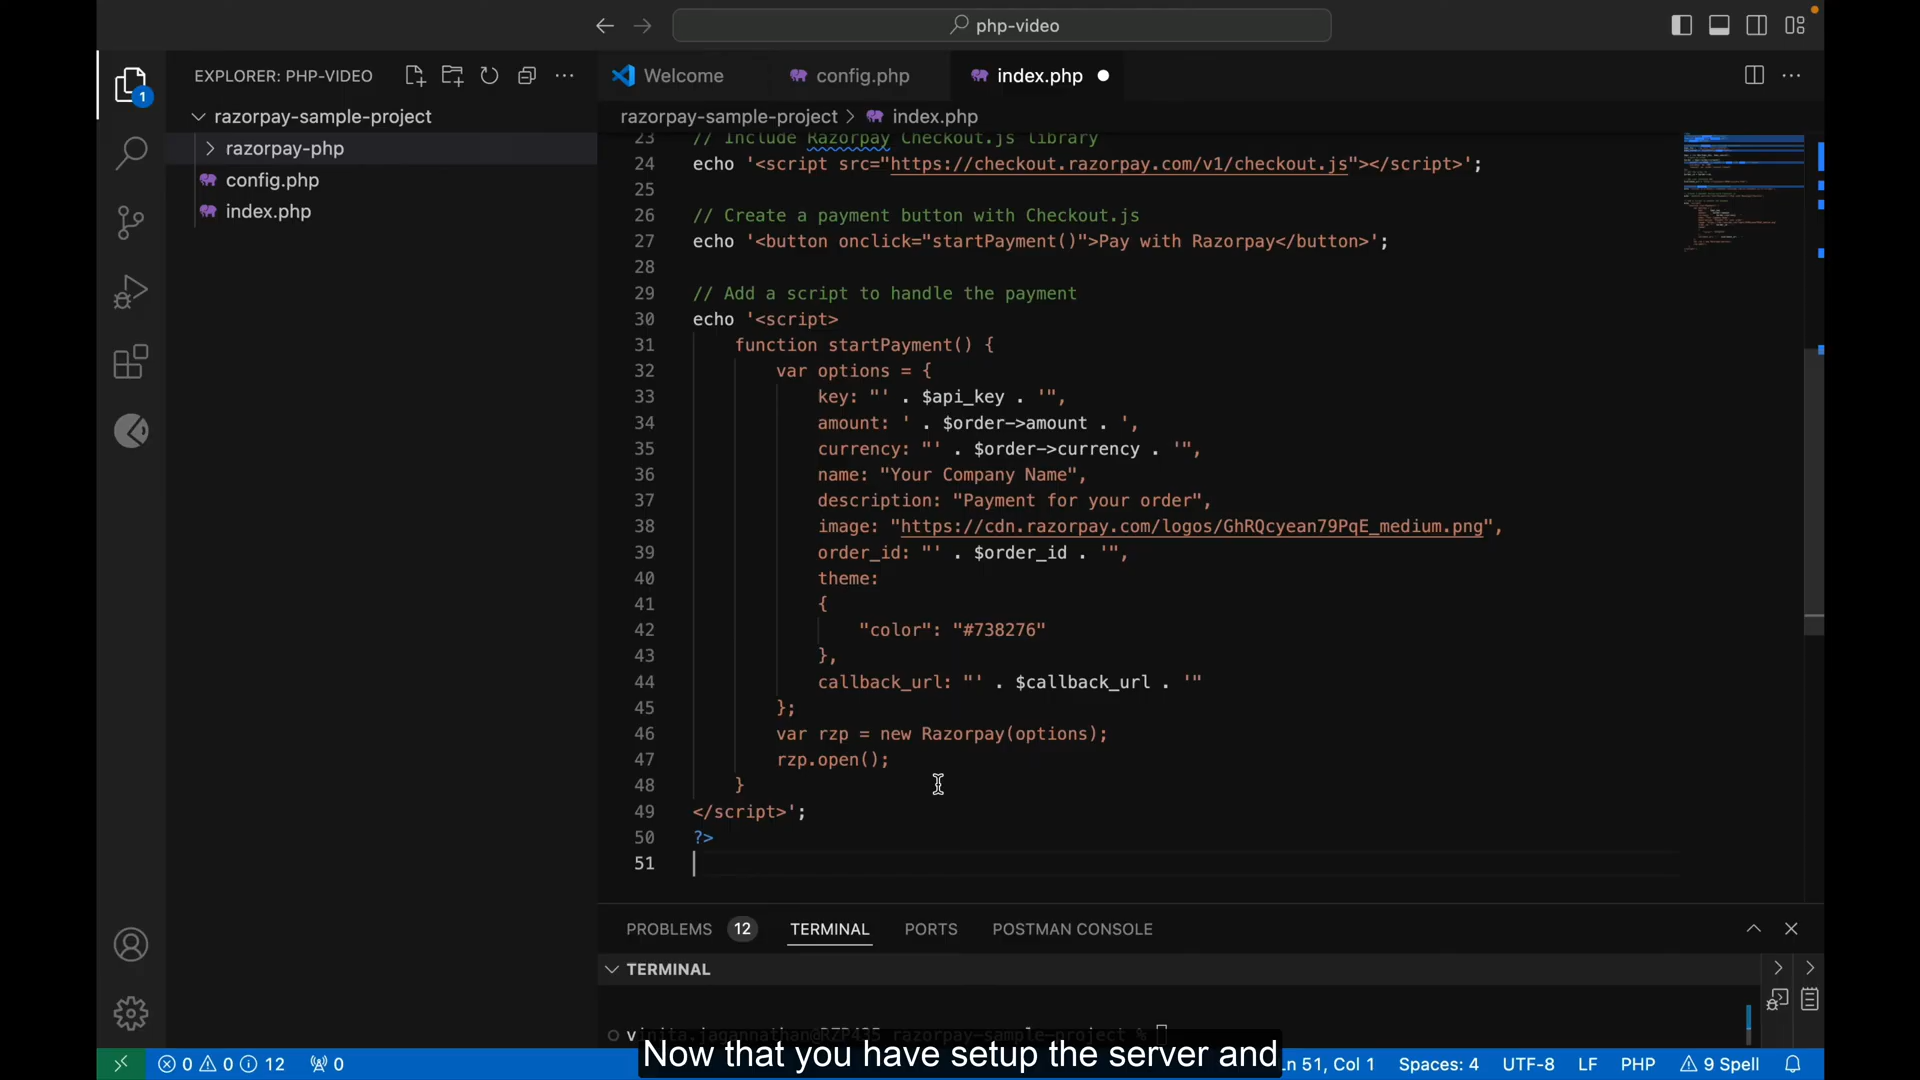 php-video
EXPLORER: PHP-VIDEO
Welcome
config.php
index.php
1
razorpay-sample-project
razorpay-sample-project > index.php
razorpay-php
config.php
index.php
23 // Include Razorpay Checkout.js library
24 echo '<script src="https://checkout.razorpay.com/v1/checkout.js"></script>';
25
26 // Create a payment button with Checkout.js
27 echo '<button onclick="startPayment()">Pay with Razorpay</button>';
28
29 // Add a script to handle the payment
30 echo '<script>
31 function startPayment() {
32 var options = {
33 key: "' . $api_key . '",
34 amount: ' . $order->amount . ',
35 currency: "' . $order->currency . '",
36 name: "Your Company Name",
37 description: "Payment for your order",
38 image: "https://cdn.razorpay.com/logos/GhRQcyean79PqE_medium.png",
39 order_id: "' . $order_id . '",
40 theme:
41 {
42 "color": "#738276"
43 },
44 callback_url: "' . $callback_url . '"
45 };
46 var rzp = new Razorpay(options);
47 rzp.open();
48 }
49 </script>';
50 ?>
51
PROBLEMS 12 TERMINAL PORTS POSTMAN CONSOLE
TERMINAL
vinita.jagannathan@RZP435 razorpay-sample-project %
Now that you have setup the server and
0 0 12 0
Ln 51, Col 1 Spaces: 4 UTF-8 LF PHP 9 Spell